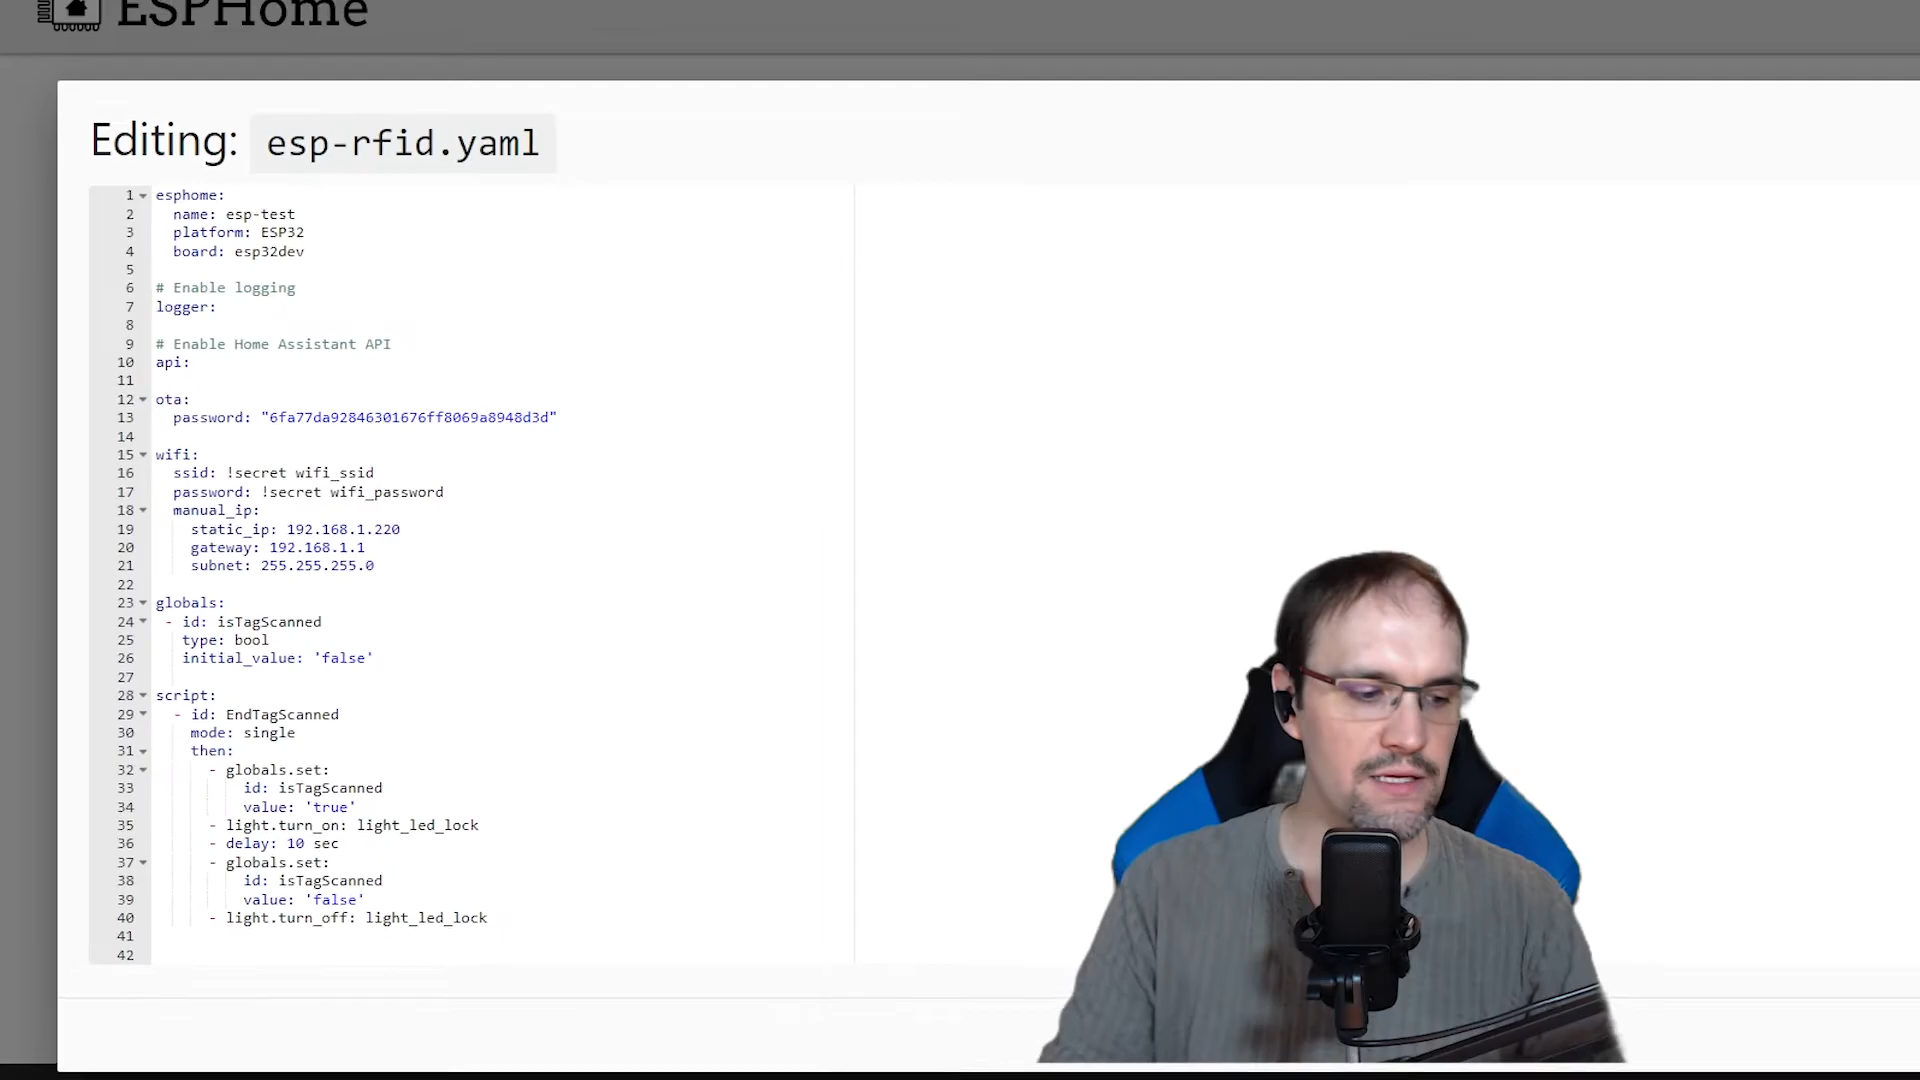 ESPHome
Editing: esp-rfid.yaml
1 esphome:
2 name: esp-test
3 platform: ESP32
4 board: esp32dev
5
6 # Enable logging
7 logger:
8
9 # Enable Home Assistant API
10 api:
11
12 ota:
13 password: "6fa77da92846301676ff8069a8948d3d"
14
15 wifi:
16 ssid: !secret wifi_ssid
17 password: !secret wifi_password
18 manual_ip:
19 static_ip: 192.168.1.220
20 gateway: 192.168.1.1
21 subnet: 255.255.255.0
22
23 globals:
24 - id: isTagScanned
25 type: bool
26 initial_value: 'false'
27
28 script:
29 - id: EndTagScanned
30 mode: single
31 then:
32 - globals.set:
33 id: isTagScanned
34 value: 'true'
35 - light.turn_on: light_led_lock
36 - delay: 10 sec
37 - globals.set:
38 id: isTagScanned
39 value: 'false'
40 - light.turn_off: light_led_lock
41
42